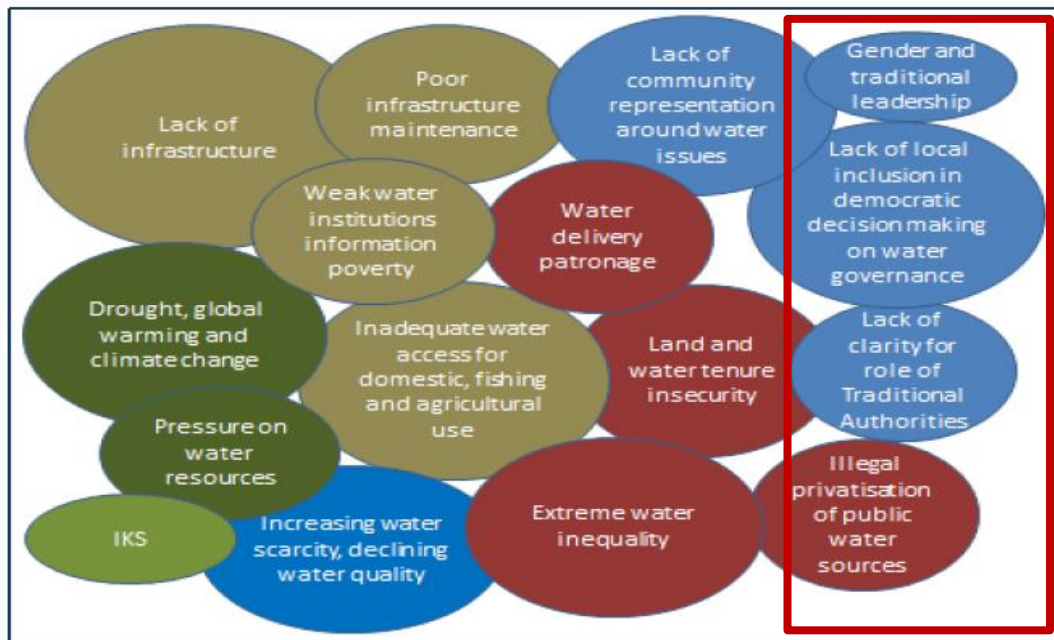 Lack of
infrastructure
Poor
infrastructure
maintenance
Lack of
community
representation
around water
issues
Gender and
traditional
leadership
Weak water
institutions
information
poverty
Water
delivery
patronage
Lack of local
inclusion in
democratic
decision making
on water
governance
Drought, global
warming and
climate change
Inadequate water
access for
domestic, fishing
and agricultural
use
Land and
water tenure
insecurity
Lack of
clarity for
role of
Traditional
Authorities
Pressure on
water
resources
IKS
Increasing water
scarcity, declining
water quality
Extreme water
inequality
Illegal
privatisation
of public
water
sources